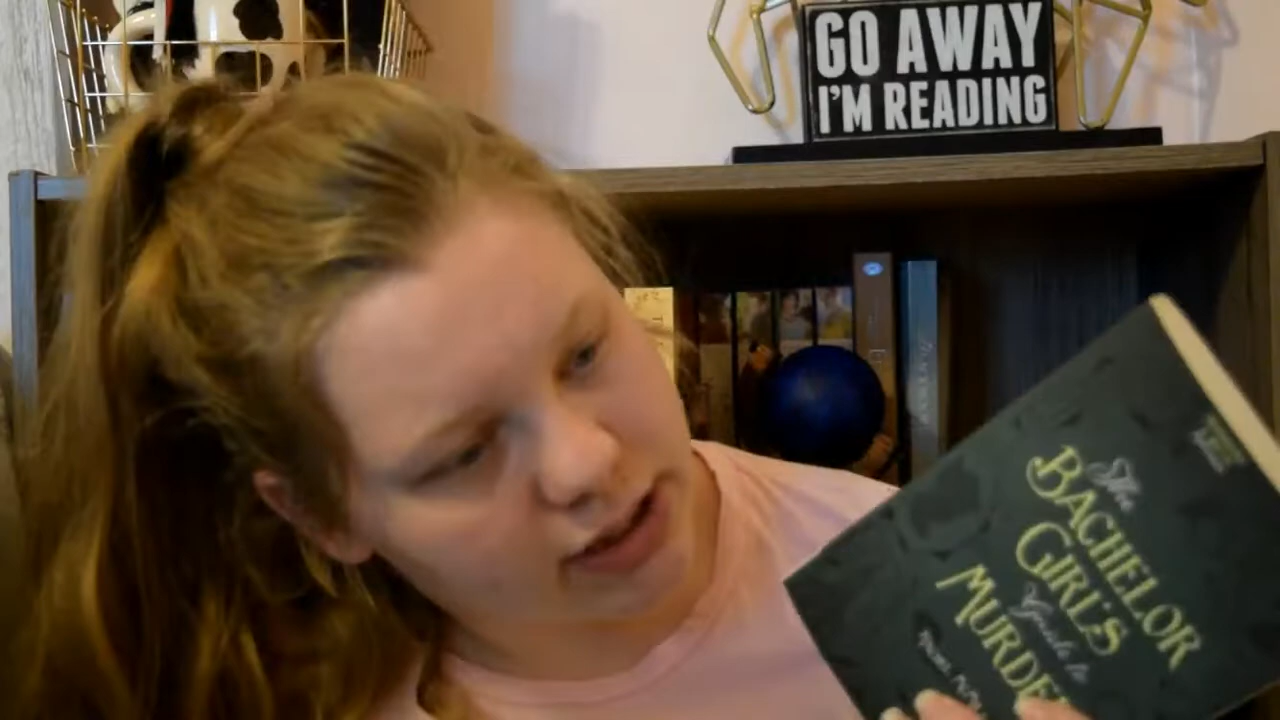 GO AWAY
I'M READING
The
BACHELOR
GIRL'S
Guide to
MURDE